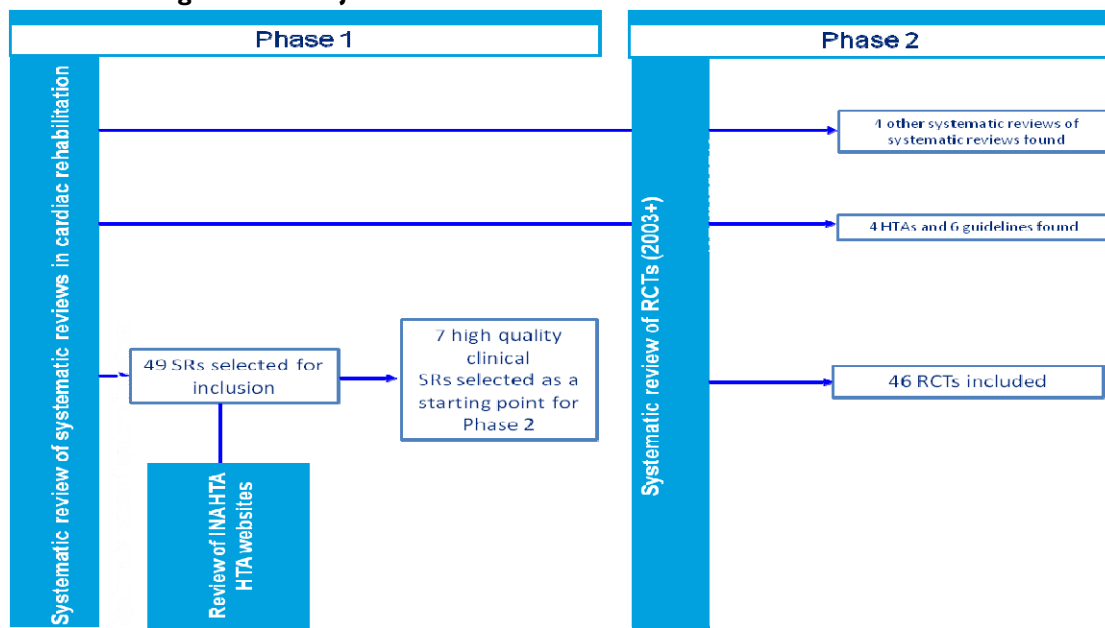 Phase 1
Phase 2
Systematic review of systematic reviews in cardiac rehabilitation
49 SRs selected for
inclusion
Review of INAHTA
HTA websites
7 high quality
clinical
SRs selected as a
starting point for
Phase 2
Systematic review of RCTs (2003+)
4 other systematic reviews of
systematic reviews found
4 HTAs and 6 guidelines found
46 RCTs included